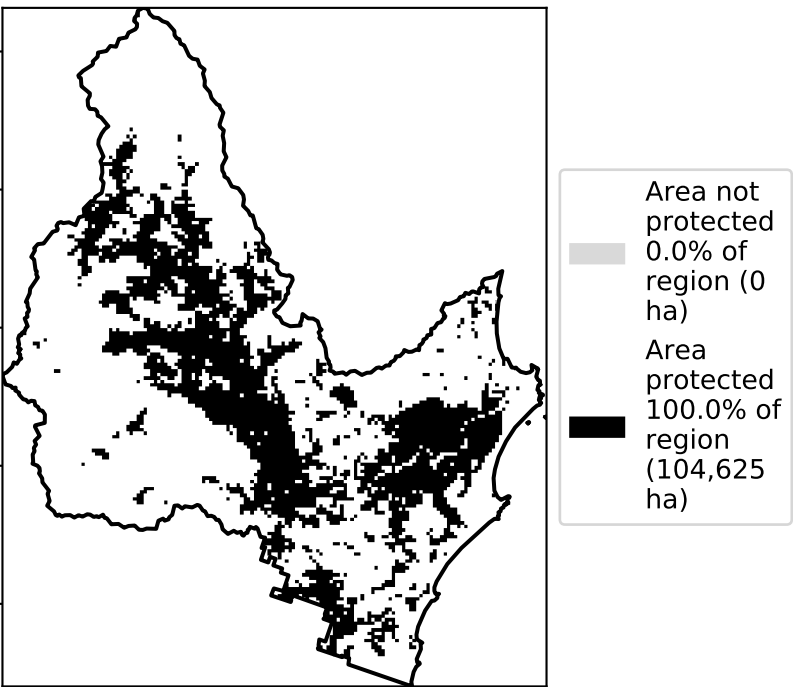 Area not
protected
0.0% of
region (0
ha)
Area
protected
100.0% of
region
(104,625
ha)